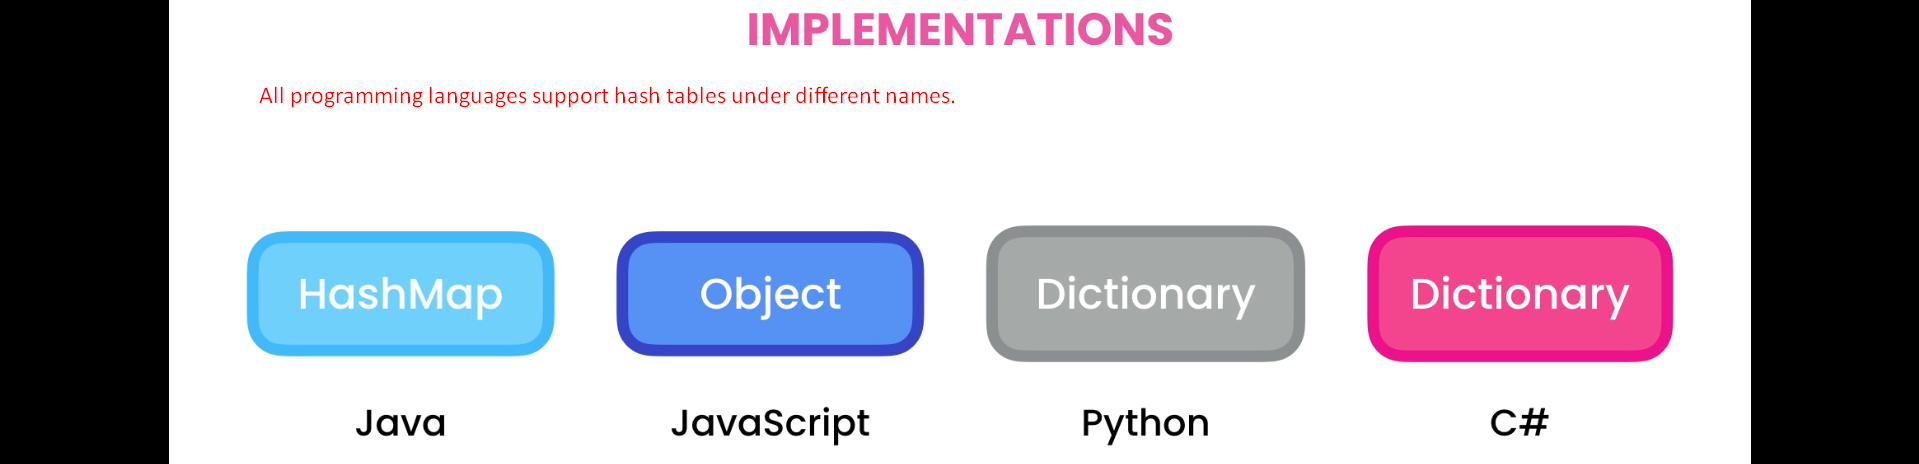 IMPLEMENTATIONS
All programming languages support hash tables under different names.
HashMap
Object
Dictionary
Dictionary
Java
JavaScript
Python
C#